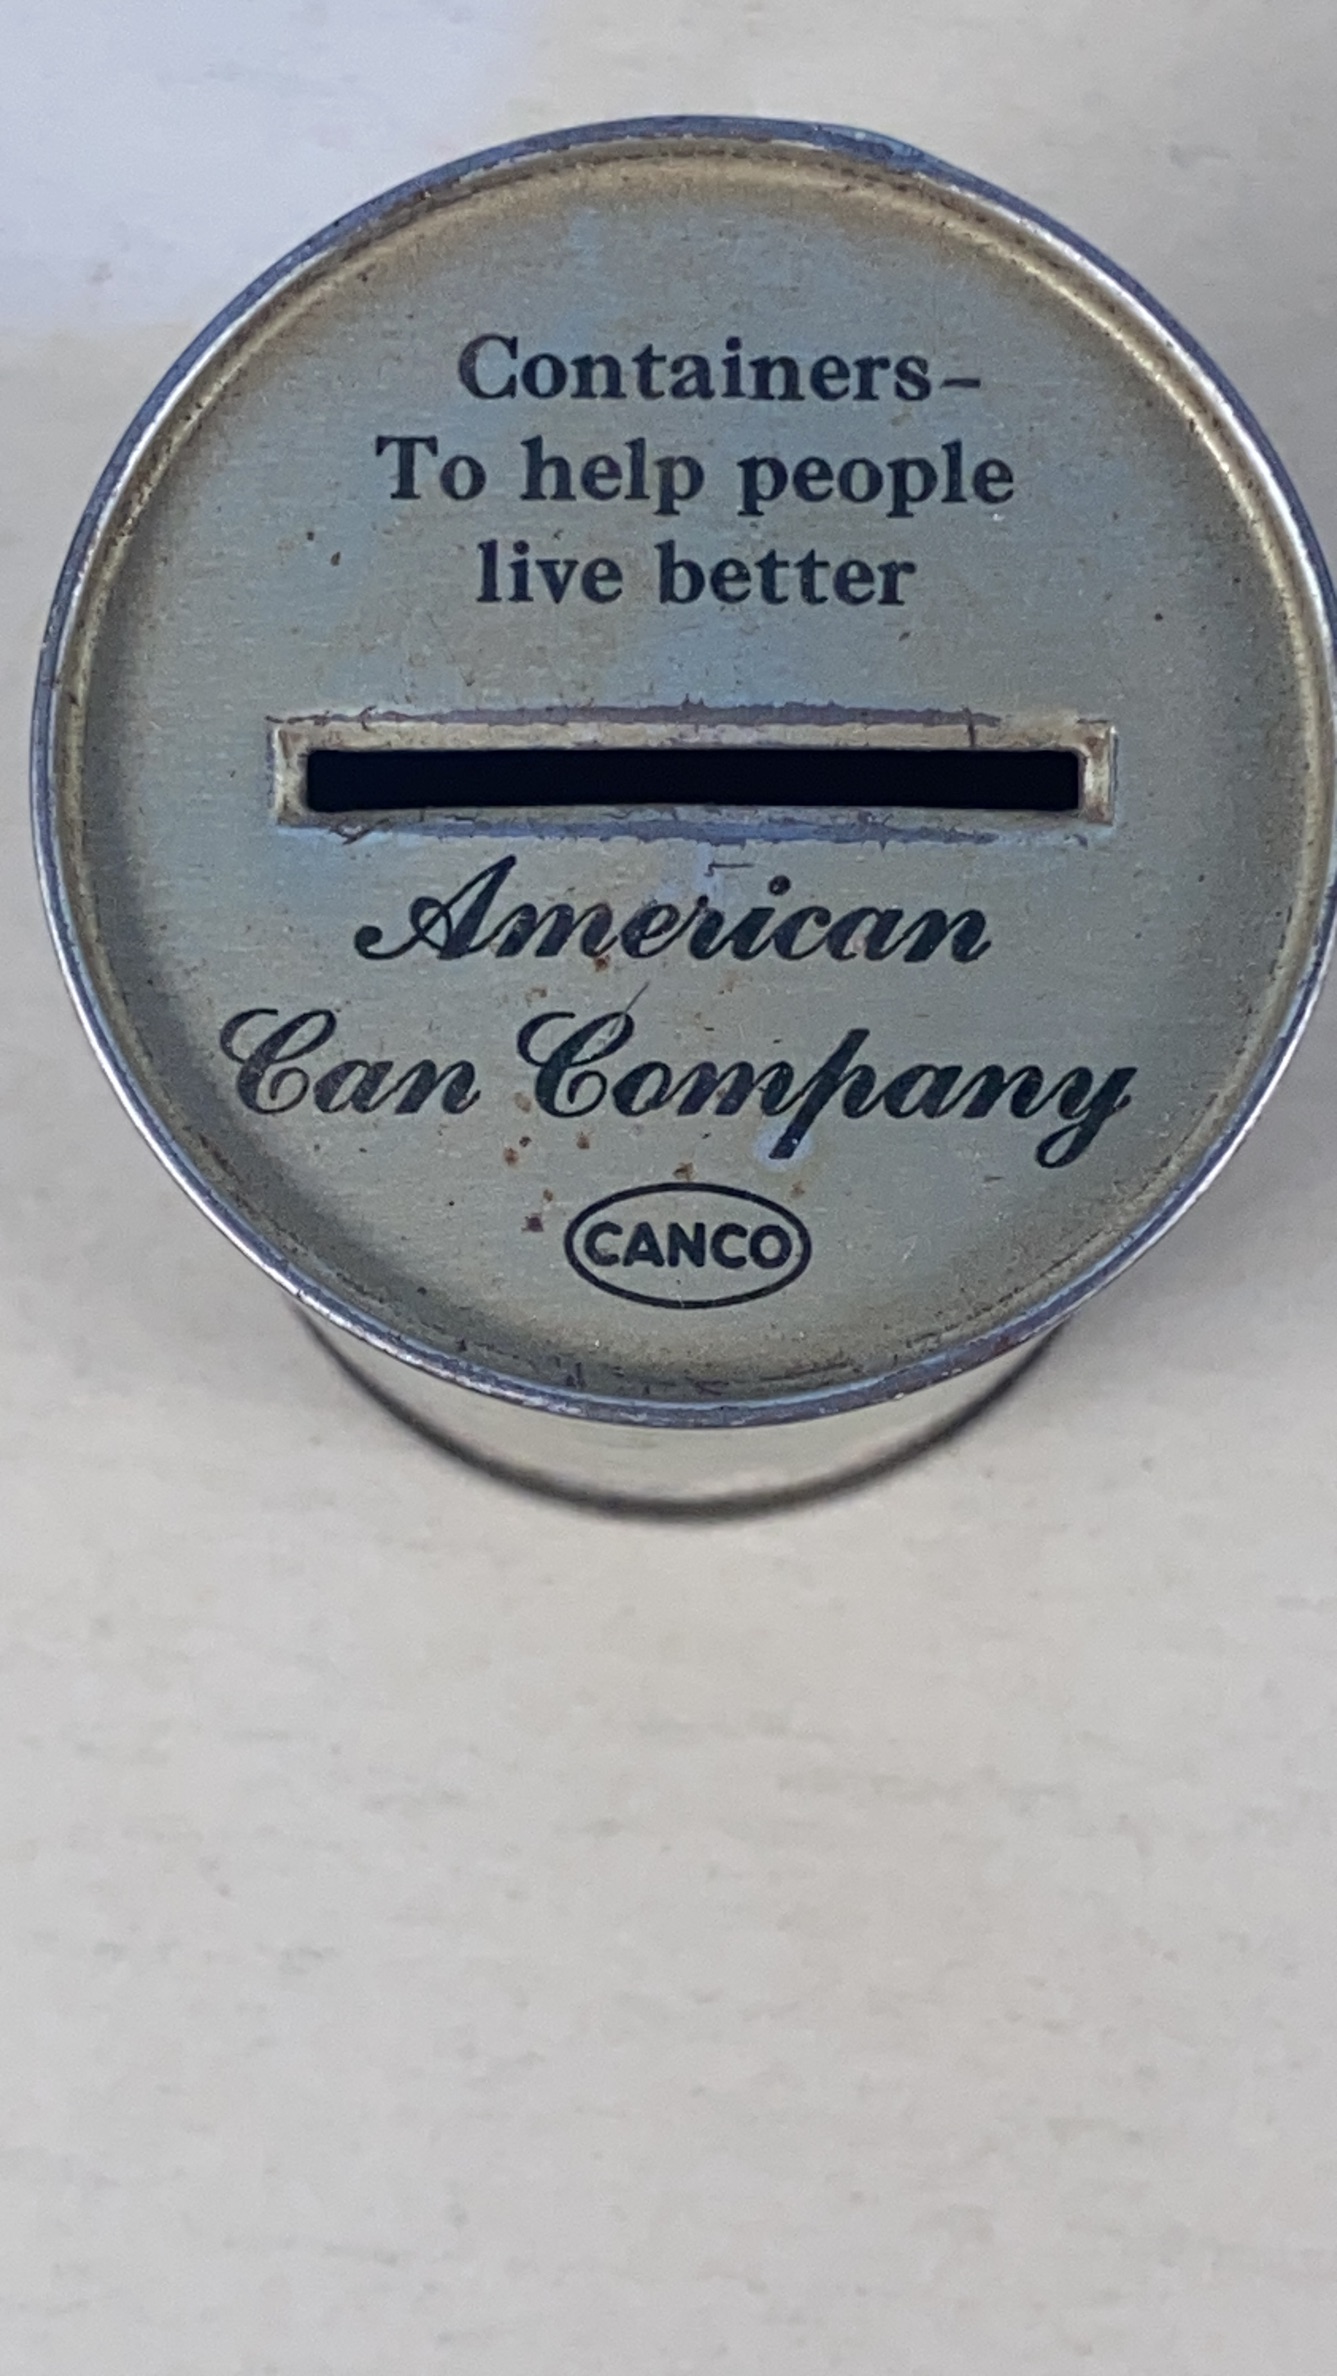 Containers–
To help people
live better
American
Can Company
CANCO